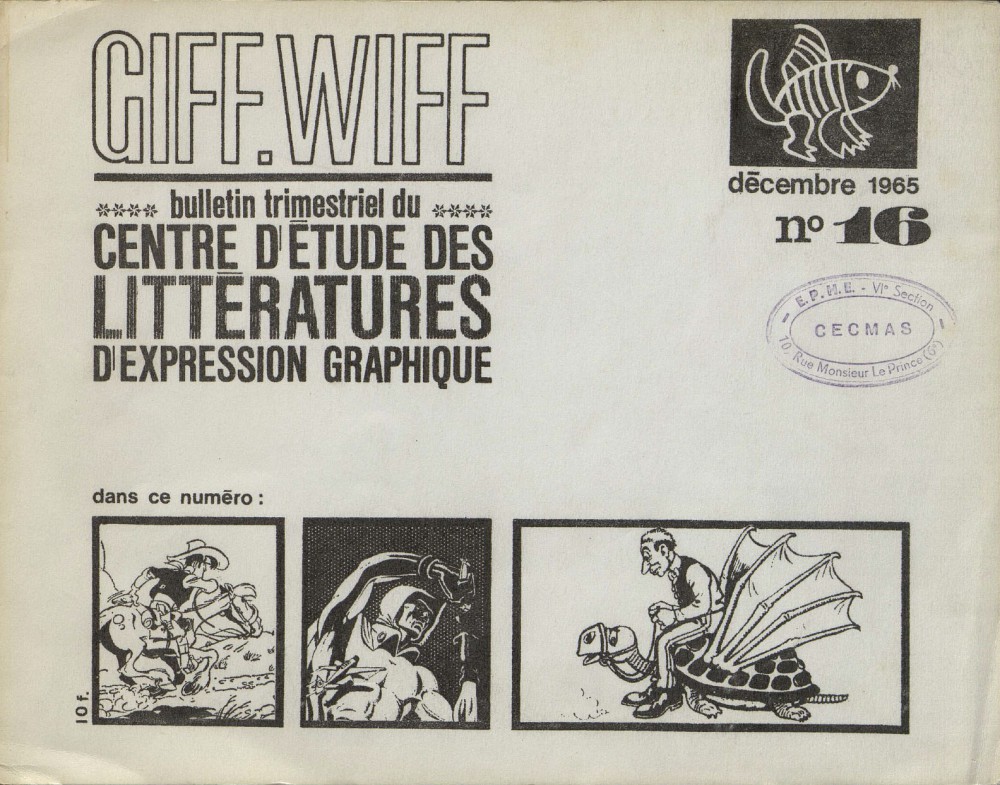 GIFF.WIFF
bulletin trimestriel du
CENTRE D'ÉTUDE DES
LITTÉRATURES
D'EXPRESSION GRAPHIQUE
décembre 1965
nº 16
E.P.H.E. - VIe Section
CECMAS
10, Rue Monsieur Le Prince (6e)
dans ce numéro :
10 f.